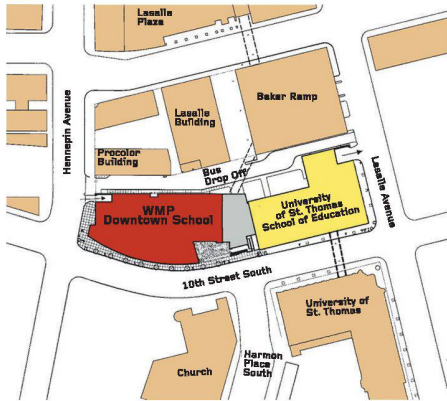 Lasalle
Plaza
Hennepin Avenue
Lasalle
Building
Baker Ramp
Procolor
Building
Bus
Drop Off
Lasalle Avenue
WMP
Downtown School
University
of St. Thomas
School of Education
10th Street South
University of
St. Thomas
Church
Harmon
Place
South